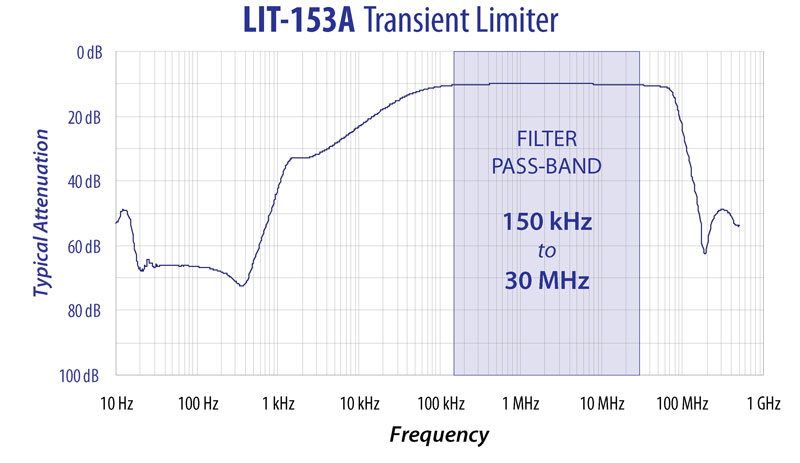 LIT-153A Transient Limiter
0 dB
20 dB
40 dB
60 dB
80 dB
100 dB
Typical Attenuation
FILTER
PASS-BAND
150 kHz
to
30 MHz
10 Hz 100 Hz 1 kHz 10 kHz 100 kHz 1 MHz 10 MHz 100 MHz 1 GHz
Frequency